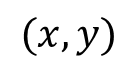 (x, y)